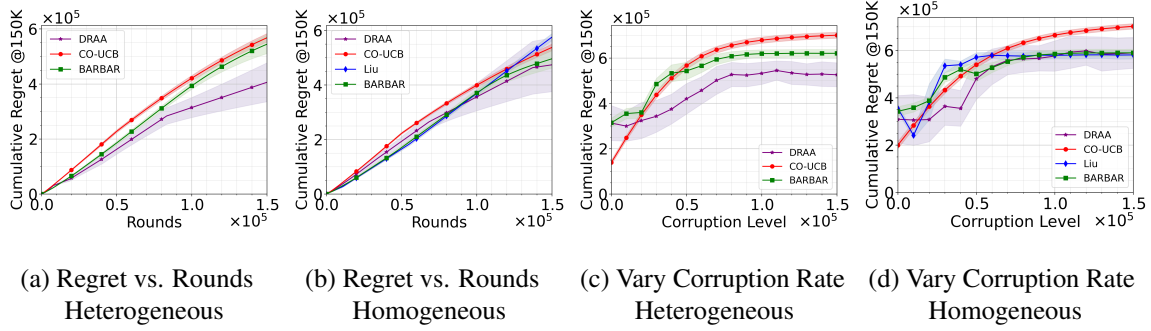 ×10⁵
Cumulative Regret @150K
6
4
2
0
DRAA
CO-UCB
BARBAR
0.0 0.5 1.0 1.5
Rounds ×10⁵
×10⁵
Cumulative Regret @150K
6
4
2
0
DRAA
CO-UCB
Liu
BARBAR
0.0 0.5 1.0 1.5
Rounds ×10⁵
×10⁵
Cumulative Regret @150K
6
4
2
0
DRAA
CO-UCB
BARBAR
0.0 0.5 1.0 1.5
Corruption Level ×10⁵
×10⁵
Cumulative Regret @150K
6
4
2
0
DRAA
CO-UCB
Liu
BARBAR
0.0 0.5 1.0 1.5
Corruption Level ×10⁵
(a) Regret vs. Rounds
Heterogeneous
(b) Regret vs. Rounds
Homogeneous
(c) Vary Corruption Rate
Heterogeneous
(d) Vary Corruption Rate
Homogeneous